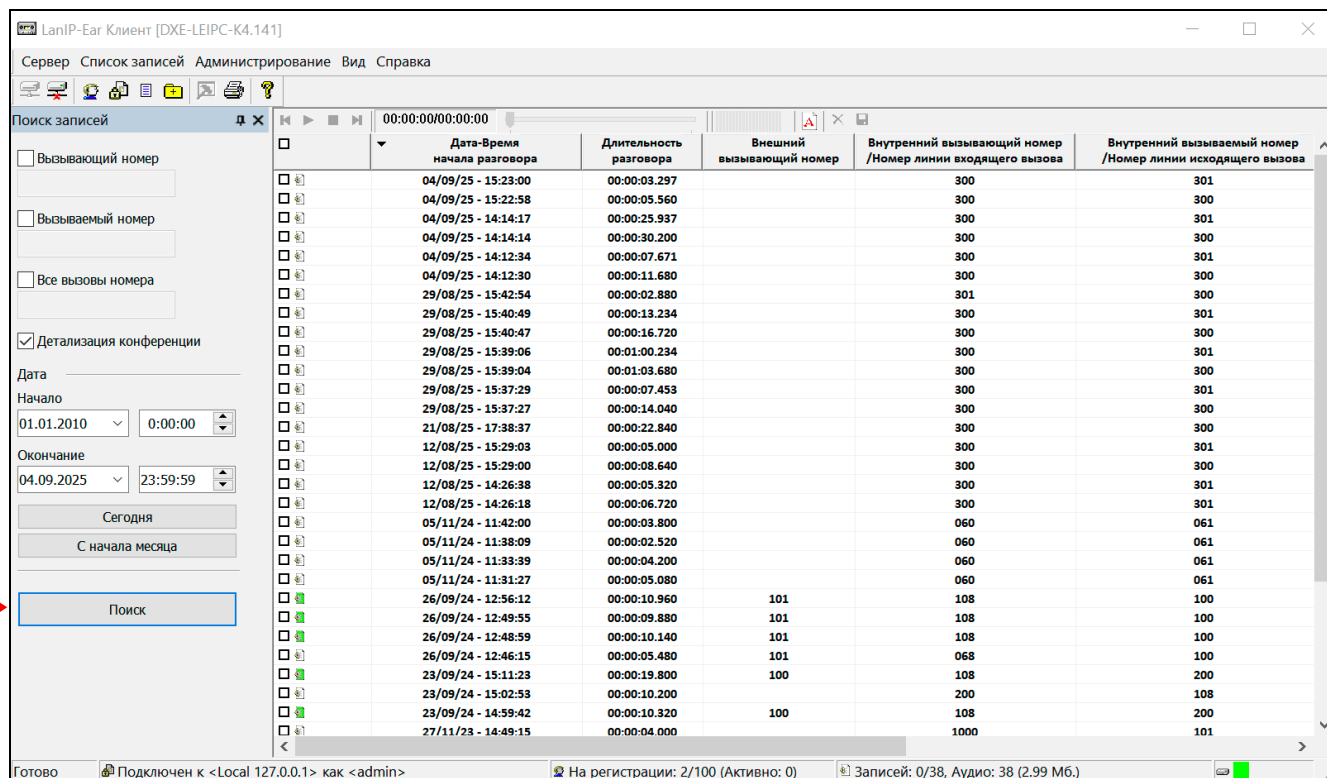 LanIP-Ear Клиент [DXE-LEIPC-K4.141]
Сервер Список записей Администрирование Вид Справка
Поиск записей
Вызывающий номер
Вызываемый номер
Все вызовы номера
Детализация конференции
Дата
Начало
01.01.2010 0:00:00
Окончание
04.09.2025 23:59:59
Сегодня
С начала месяца
Поиск
00:00:00/00:00:00
Дата-Время Длительность Внешний Внутренний вызывающий номер Внутренний вызываемый номер
начала разговора разговора вызывающий номер /Номер линии входящего вызова /Номер линии исходящего вызова
04/09/25 - 15:23:00 00:00:03.297 300 301
04/09/25 - 15:22:58 00:00:05.560 300 300
04/09/25 - 14:14:17 00:00:25.937 300 301
04/09/25 - 14:14:14 00:00:30.200 300 300
04/09/25 - 14:12:34 00:00:07.671 300 301
04/09/25 - 14:12:30 00:00:11.680 300 300
29/08/25 - 15:42:54 00:00:02.880 301 300
29/08/25 - 15:40:49 00:00:13.234 300 301
29/08/25 - 15:40:47 00:00:16.720 300 300
29/08/25 - 15:39:06 00:01:00.234 300 301
29/08/25 - 15:39:04 00:01:03.680 300 300
29/08/25 - 15:37:29 00:00:07.453 300 301
29/08/25 - 15:37:27 00:00:14.040 300 300
21/08/25 - 17:38:37 00:00:22.840 300 300
12/08/25 - 15:29:03 00:00:05.000 300 301
12/08/25 - 15:29:00 00:00:08.640 300 300
12/08/25 - 14:26:38 00:00:05.320 300 301
12/08/25 - 14:26:18 00:00:06.720 300 301
05/11/24 - 11:42:00 00:00:03.800 060 061
05/11/24 - 11:38:09 00:00:02.520 060 061
05/11/24 - 11:33:39 00:00:04.200 060 061
05/11/24 - 11:31:27 00:00:05.080 060 061
26/09/24 - 12:56:12 00:00:10.960 101 108 100
26/09/24 - 12:49:55 00:00:09.880 101 108 100
26/09/24 - 12:48:59 00:00:10.140 101 108 100
26/09/24 - 12:46:15 00:00:05.480 101 068 100
23/09/24 - 15:11:23 00:00:19.800 100 108 200
23/09/24 - 15:02:53 00:00:10.200 200 108
23/09/24 - 14:59:42 00:00:10.320 100 108 200
27/11/23 - 14:49:15 00:00:04.000 1000 101
Готово Подключен к <Local 127.0.0.1> как <admin> На регистрации: 2/100 (Активно: 0) Записей: 0/38, Аудио: 38 (2.99 Мб.)